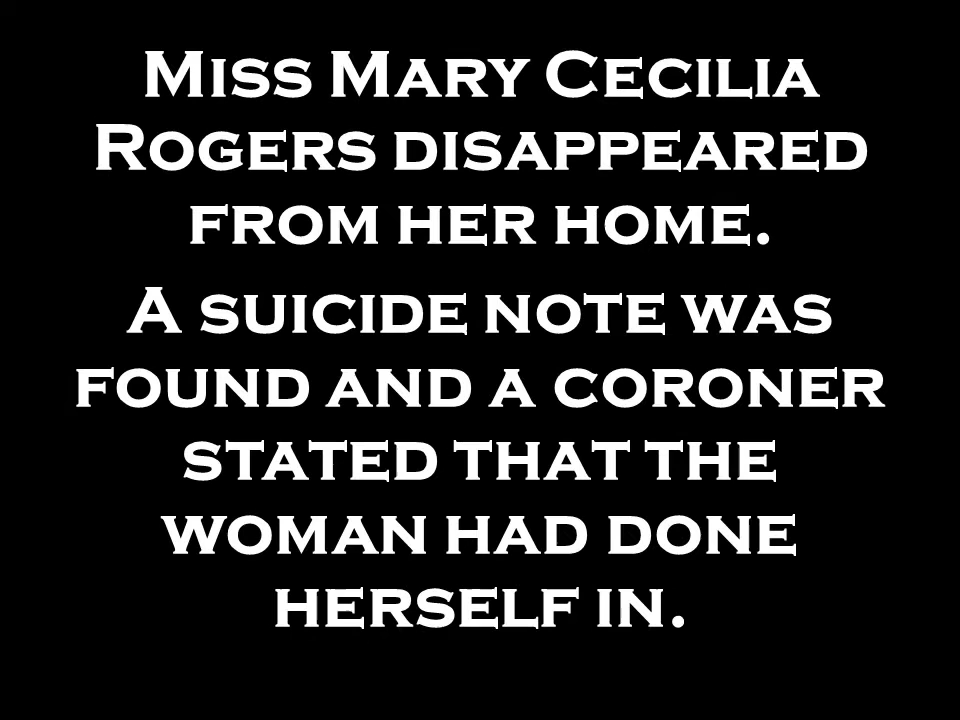 Miss Mary Cecilia
Rogers disappeared
from her home.
A suicide note was
found and a coroner
stated that the
woman had done
herself in.